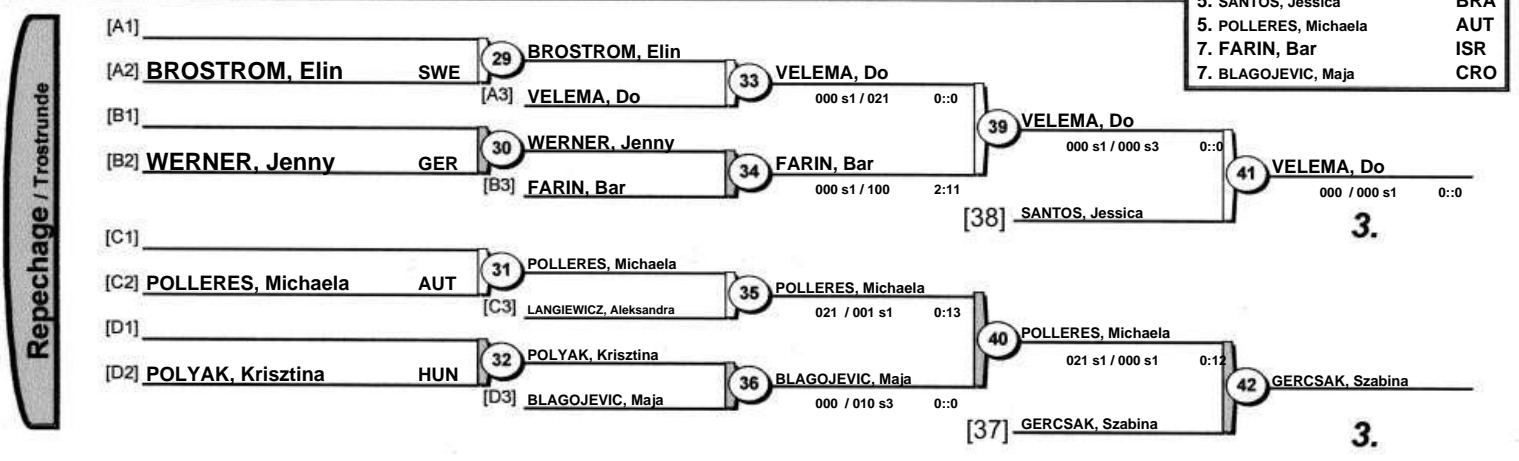 5. SANTOS, Jessica BRA
5. POLLERES, Michaela AUT
7. FARIN, Bar ISR
7. BLAGOJEVIC, Maja CRO
Repechage / Trostrunde
[A1]
[A2] BROSTROM, Elin SWE
29 BROSTROM, Elin
[A3] VELEMA, Do
33 VELEMA, Do
000 s1 / 021 0::0
[B1]
[B2] WERNER, Jenny GER
30 WERNER, Jenny
[B3] FARIN, Bar
34 FARIN, Bar
000 s1 / 100 2:11
39 VELEMA, Do
000 s1 / 000 s3 0::0
[38] SANTOS, Jessica
41 VELEMA, Do
000 / 000 s1 0::0
3.
[C1]
[C2] POLLERES, Michaela AUT
31 POLLERES, Michaela
[C3] LANGIEWICZ, Aleksandra
35 POLLERES, Michaela
021 / 001 s1 0:13
[D1]
[D2] POLYAK, Krisztina HUN
32 POLYAK, Krisztina
[D3] BLAGOJEVIC, Maja
36 BLAGOJEVIC, Maja
000 / 010 s3 0::0
40 POLLERES, Michaela
021 s1 / 000 s1 0:12
[37] GERCSAK, Szabina
42 GERCSAK, Szabina
3.